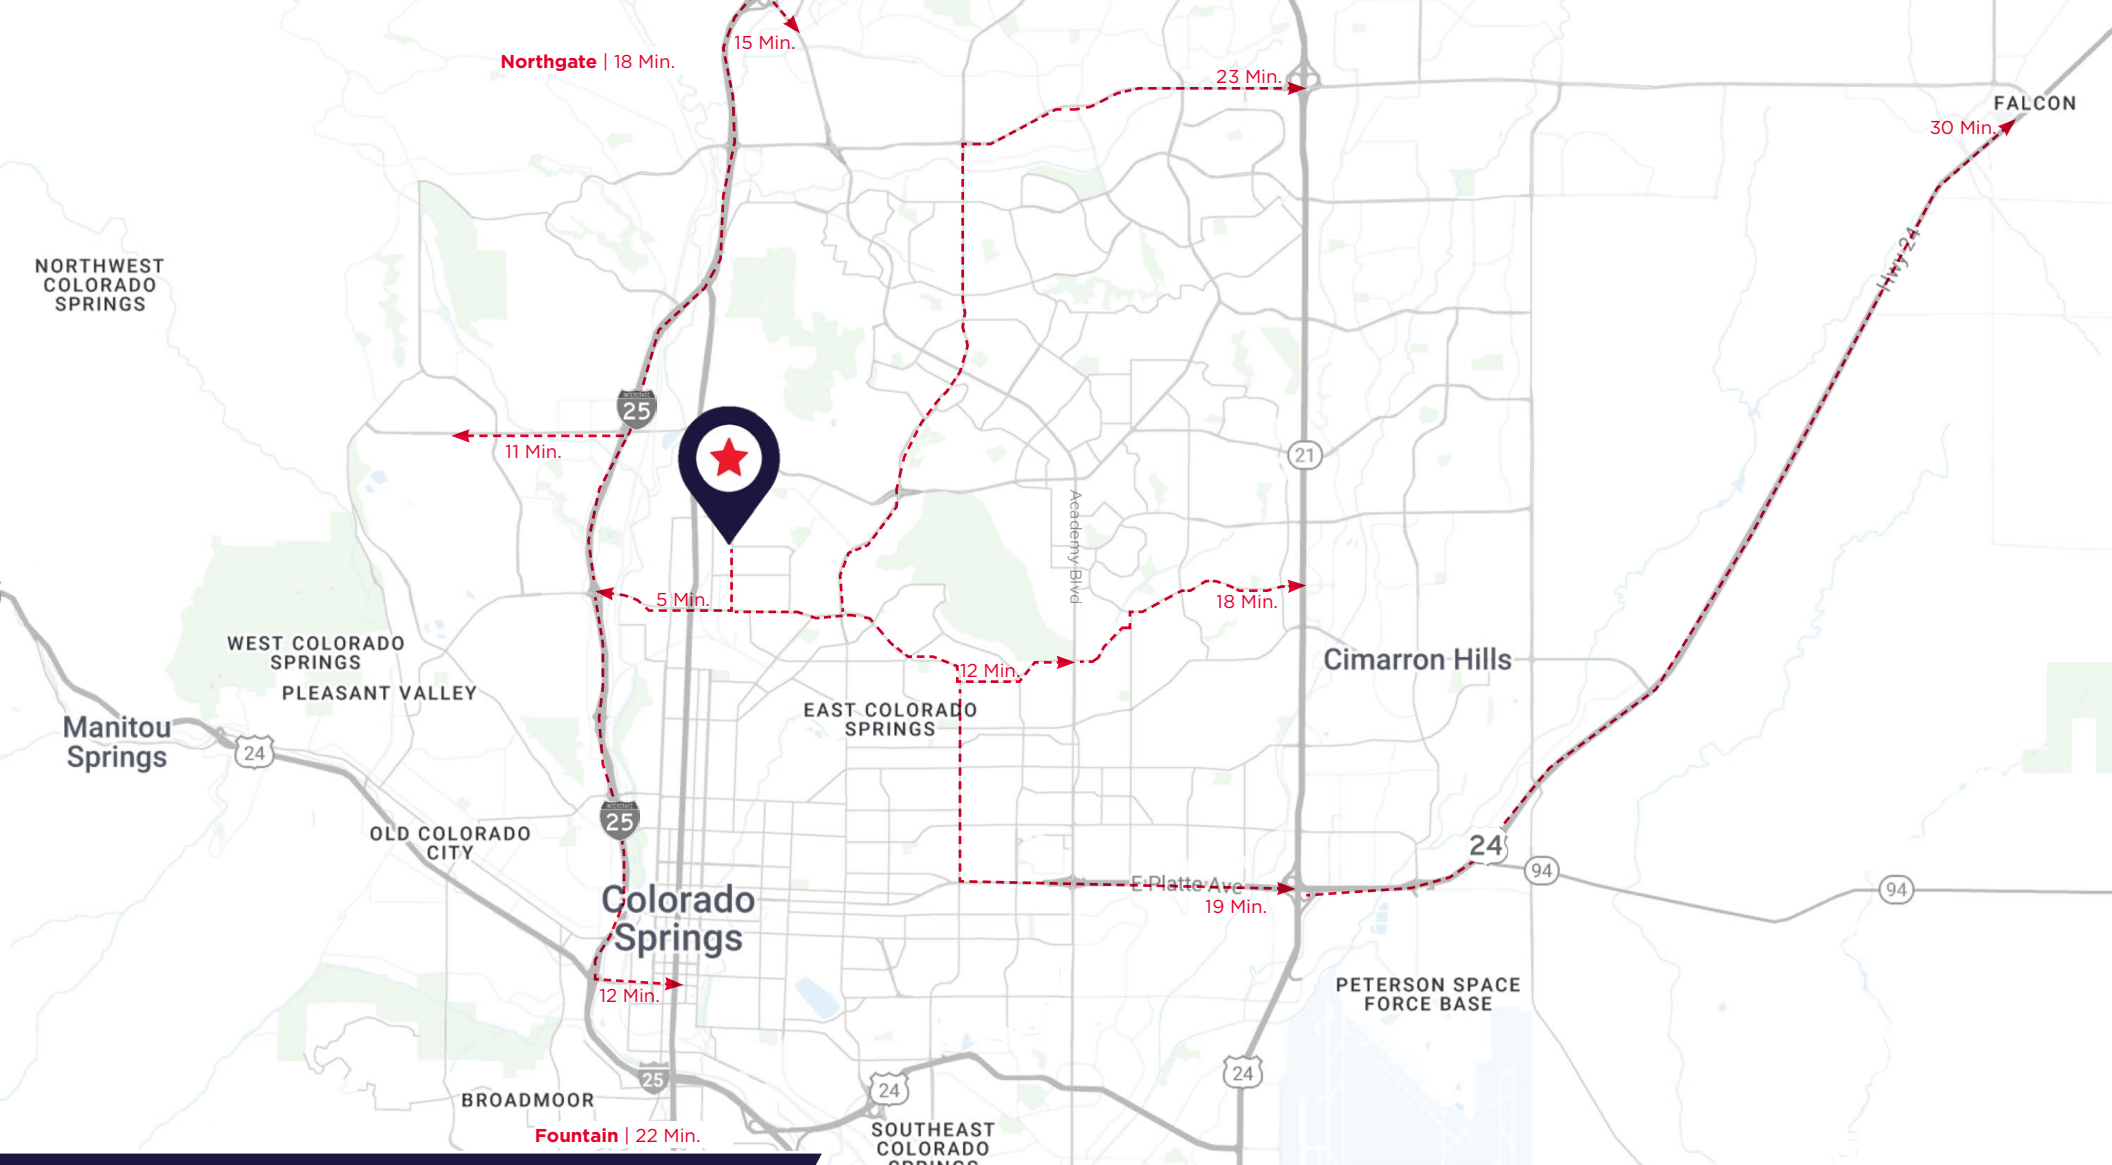 15 Min.
Northgate | 18 Min.
23 Min.
FALCON
30 Min.
Hwy 24
NORTHWEST
COLORADO
SPRINGS
INTERSTATE
25
11 Min.
21
Academy Blvd
5 Min.
18 Min.
WEST COLORADO
SPRINGS
PLEASANT VALLEY
12 Min.
Cimarron Hills
EAST COLORADO
SPRINGS
Manitou
Springs
24
INTERSTATE
25
OLD COLORADO
CITY
24
94
94
E Platte Ave
19 Min.
Colorado
Springs
12 Min.
PETERSON SPACE
FORCE BASE
25
24
24
BROADMOOR
Fountain | 22 Min.
SOUTHEAST
COLORADO
SPRINGS